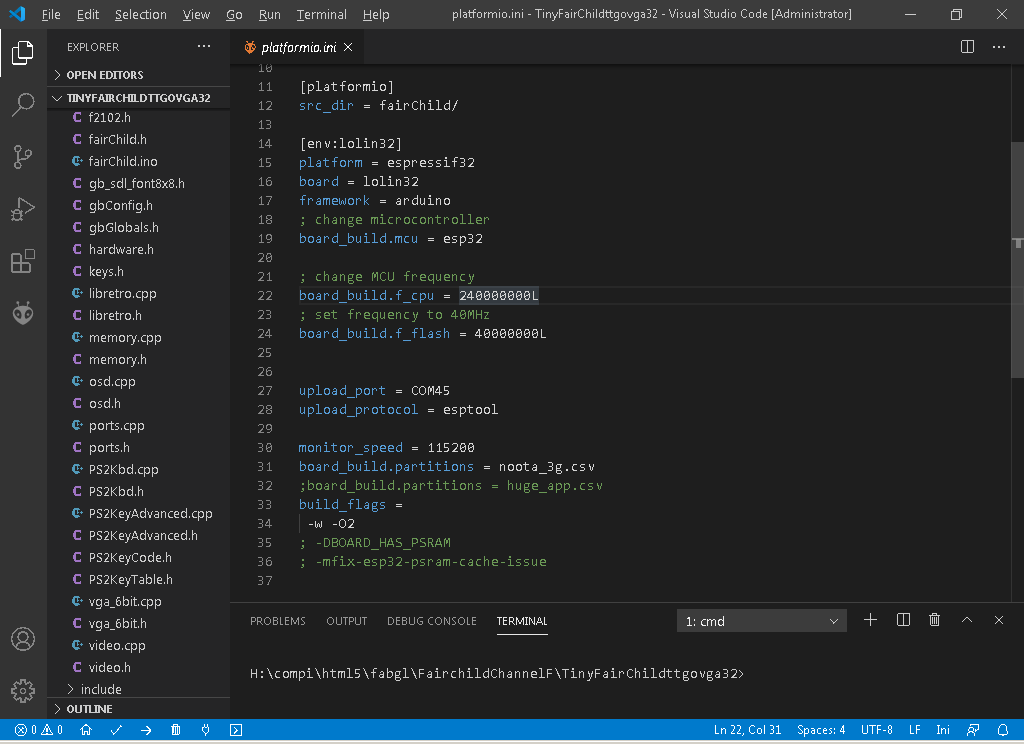 File Edit Selection View Go Run Terminal Help platformio.ini - TinyFairChildttgovga32 - Visual Studio Code [Administrator]
EXPLORER
OPEN EDITORS
TINYFAIRCHILDTTGOVGA32
C f2102.h
C fairChild.h
fairChild.ino
C gb_sdl_font8x8.h
C gbConfig.h
C gbGlobals.h
C hardware.h
C keys.h
libretro.cpp
C libretro.h
memory.cpp
C memory.h
osd.cpp
C osd.h
ports.cpp
C ports.h
PS2Kbd.cpp
C PS2Kbd.h
PS2KeyAdvanced.cpp
C PS2KeyAdvanced.h
C PS2KeyCode.h
C PS2KeyTable.h
vga_6bit.cpp
C vga_6bit.h
video.cpp
C video.h
include
OUTLINE
platformio.ini
10
11 [platformio]
12 src_dir = fairChild/
13
14 [env:lolin32]
15 platform = espressif32
16 board = lolin32
17 framework = arduino
18 ; change microcontroller
19 board_build.mcu = esp32
20
21 ; change MCU frequency
22 board_build.f_cpu = 240000000L
23 ; set frequency to 40MHz
24 board_build.f_flash = 40000000L
25
26
27 upload_port = COM45
28 upload_protocol = esptool
29
30 monitor_speed = 115200
31 board_build.partitions = noota_3g.csv
32 ;board_build.partitions = huge_app.csv
33 build_flags =
34 -w -O2
35 ; -DBOARD_HAS_PSRAM
36 ; -mfix-esp32-psram-cache-issue
37
PROBLEMS OUTPUT DEBUG CONSOLE TERMINAL 1: cmd
H:\compi\html5\fabgl\FairchildChannelF\TinyFairChildttgovga32>
0 0 Ln 22, Col 31 Spaces: 4 UTF-8 LF Ini